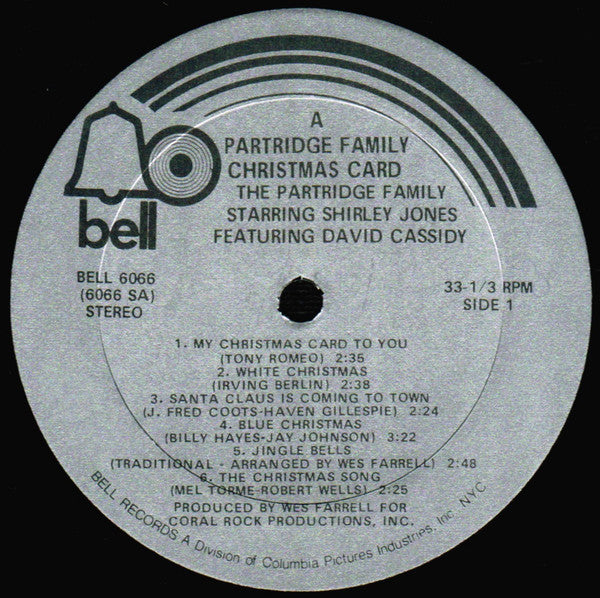 A
PARTRIDGE FAMILY
CHRISTMAS CARD
THE PARTRIDGE FAMILY
STARRING SHIRLEY JONES
FEATURING DAVID CASSIDY
bell
BELL 6066
(6066 SA)
STEREO
33-1/3 RPM
SIDE 1
1. MY CHRISTMAS CARD TO YOU
(TONY ROMEO) 2:35
2. WHITE CHRISTMAS
(IRVING BERLIN) 2:38
3. SANTA CLAUS IS COMING TO TOWN
(J. FRED COOTS-HAVEN GILLESPIE) 2:24
4. BLUE CHRISTMAS
(BILLY HAYES-JAY JOHNSON) 3:22
5. JINGLE BELLS
(TRADITIONAL - ARRANGED BY WES FARRELL) 2:48
6. THE CHRISTMAS SONG
(MEL TORME-ROBERT WELLS) 2:25
PRODUCED BY WES FARRELL FOR
CORAL ROCK PRODUCTIONS, INC.
BELL RECORDS A Division of Columbia Pictures Industries, Inc. NYC.